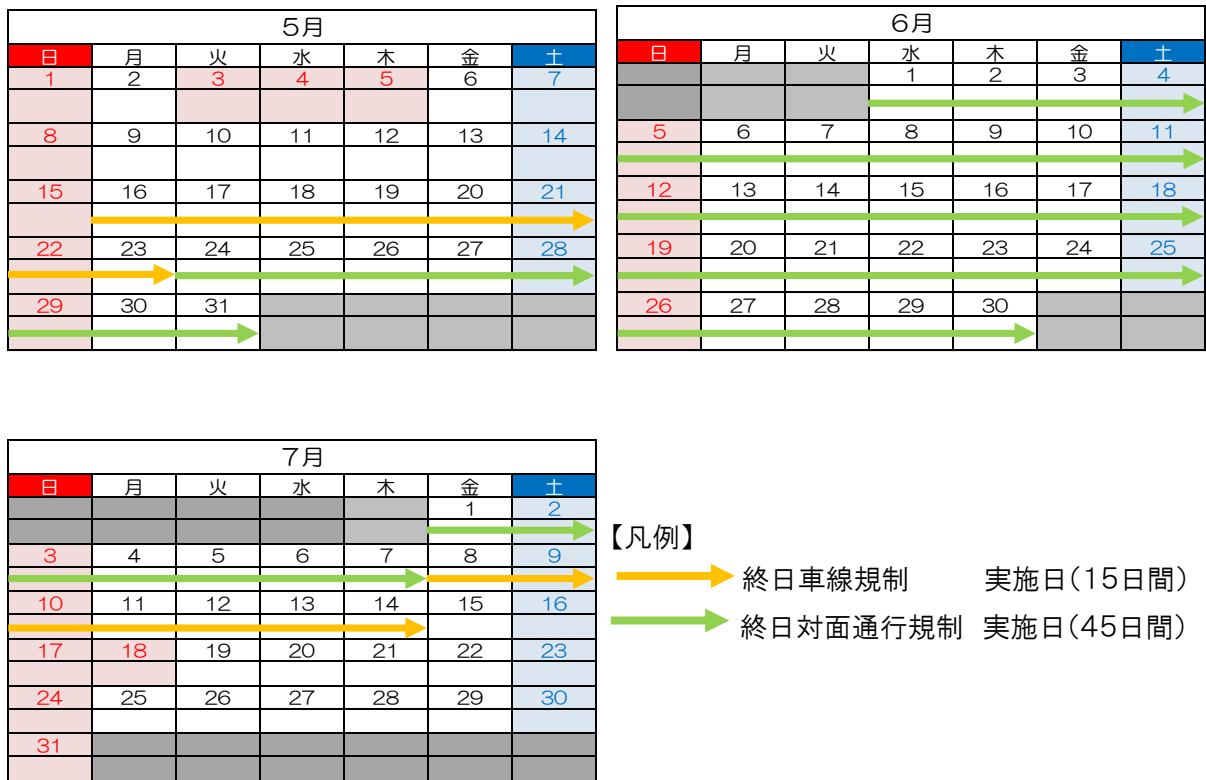 5月
日 月 火 水 木 金 土
1 2 3 4 5 6 7
8 9 10 11 12 13 14
15 16 17 18 19 20 21
22 23 24 25 26 27 28
29 30 31
6月
日 月 火 水 木 金 土
1 2 3 4
5 6 7 8 9 10 11
12 13 14 15 16 17 18
19 20 21 22 23 24 25
26 27 28 29 30
7月
日 月 火 水 木 金 土
1 2
3 4 5 6 7 8 9
10 11 12 13 14 15 16
17 18 19 20 21 22 23
24 25 26 27 28 29 30
31
【凡例】
終日車線規制 実施日(15日間)
終日対面通行規制 実施日(45日間)